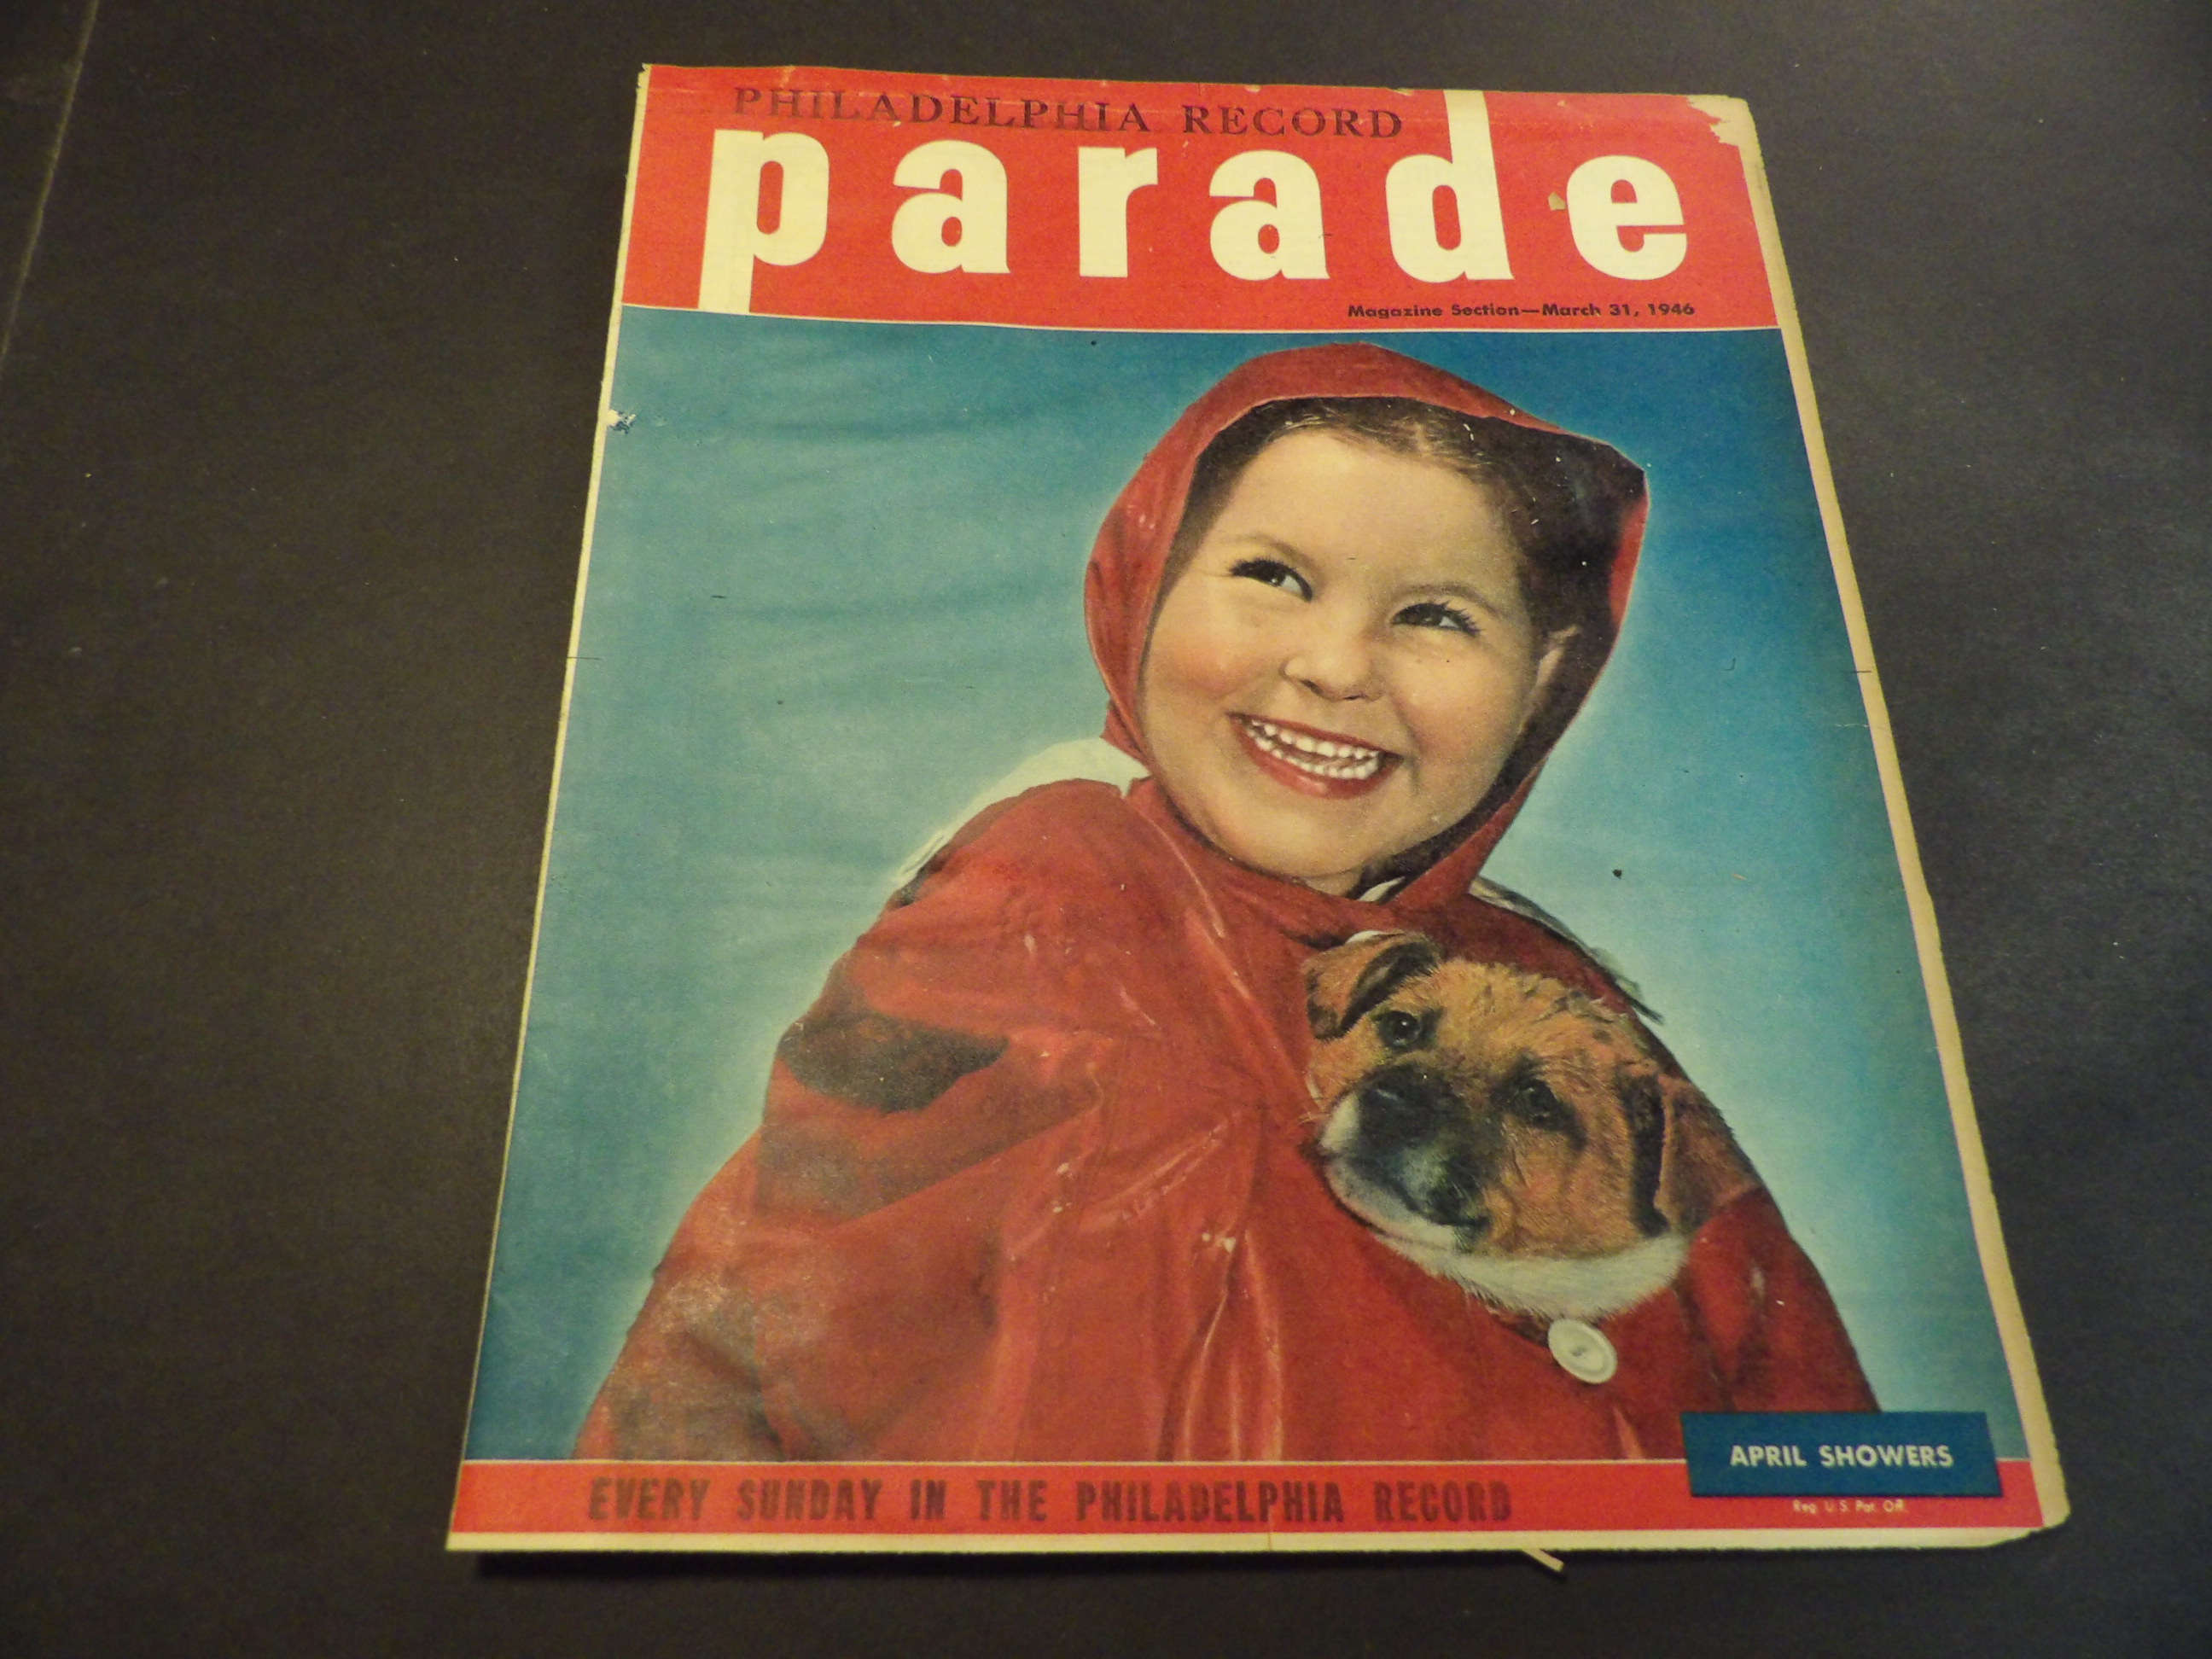 PHILADELPHIA RECORD
parade
Magazine Section—March 31, 1946
APRIL SHOWERS
EVERY SUNDAY IN THE PHILADELPHIA RECORD
Reg. U.S. Pat. Off.